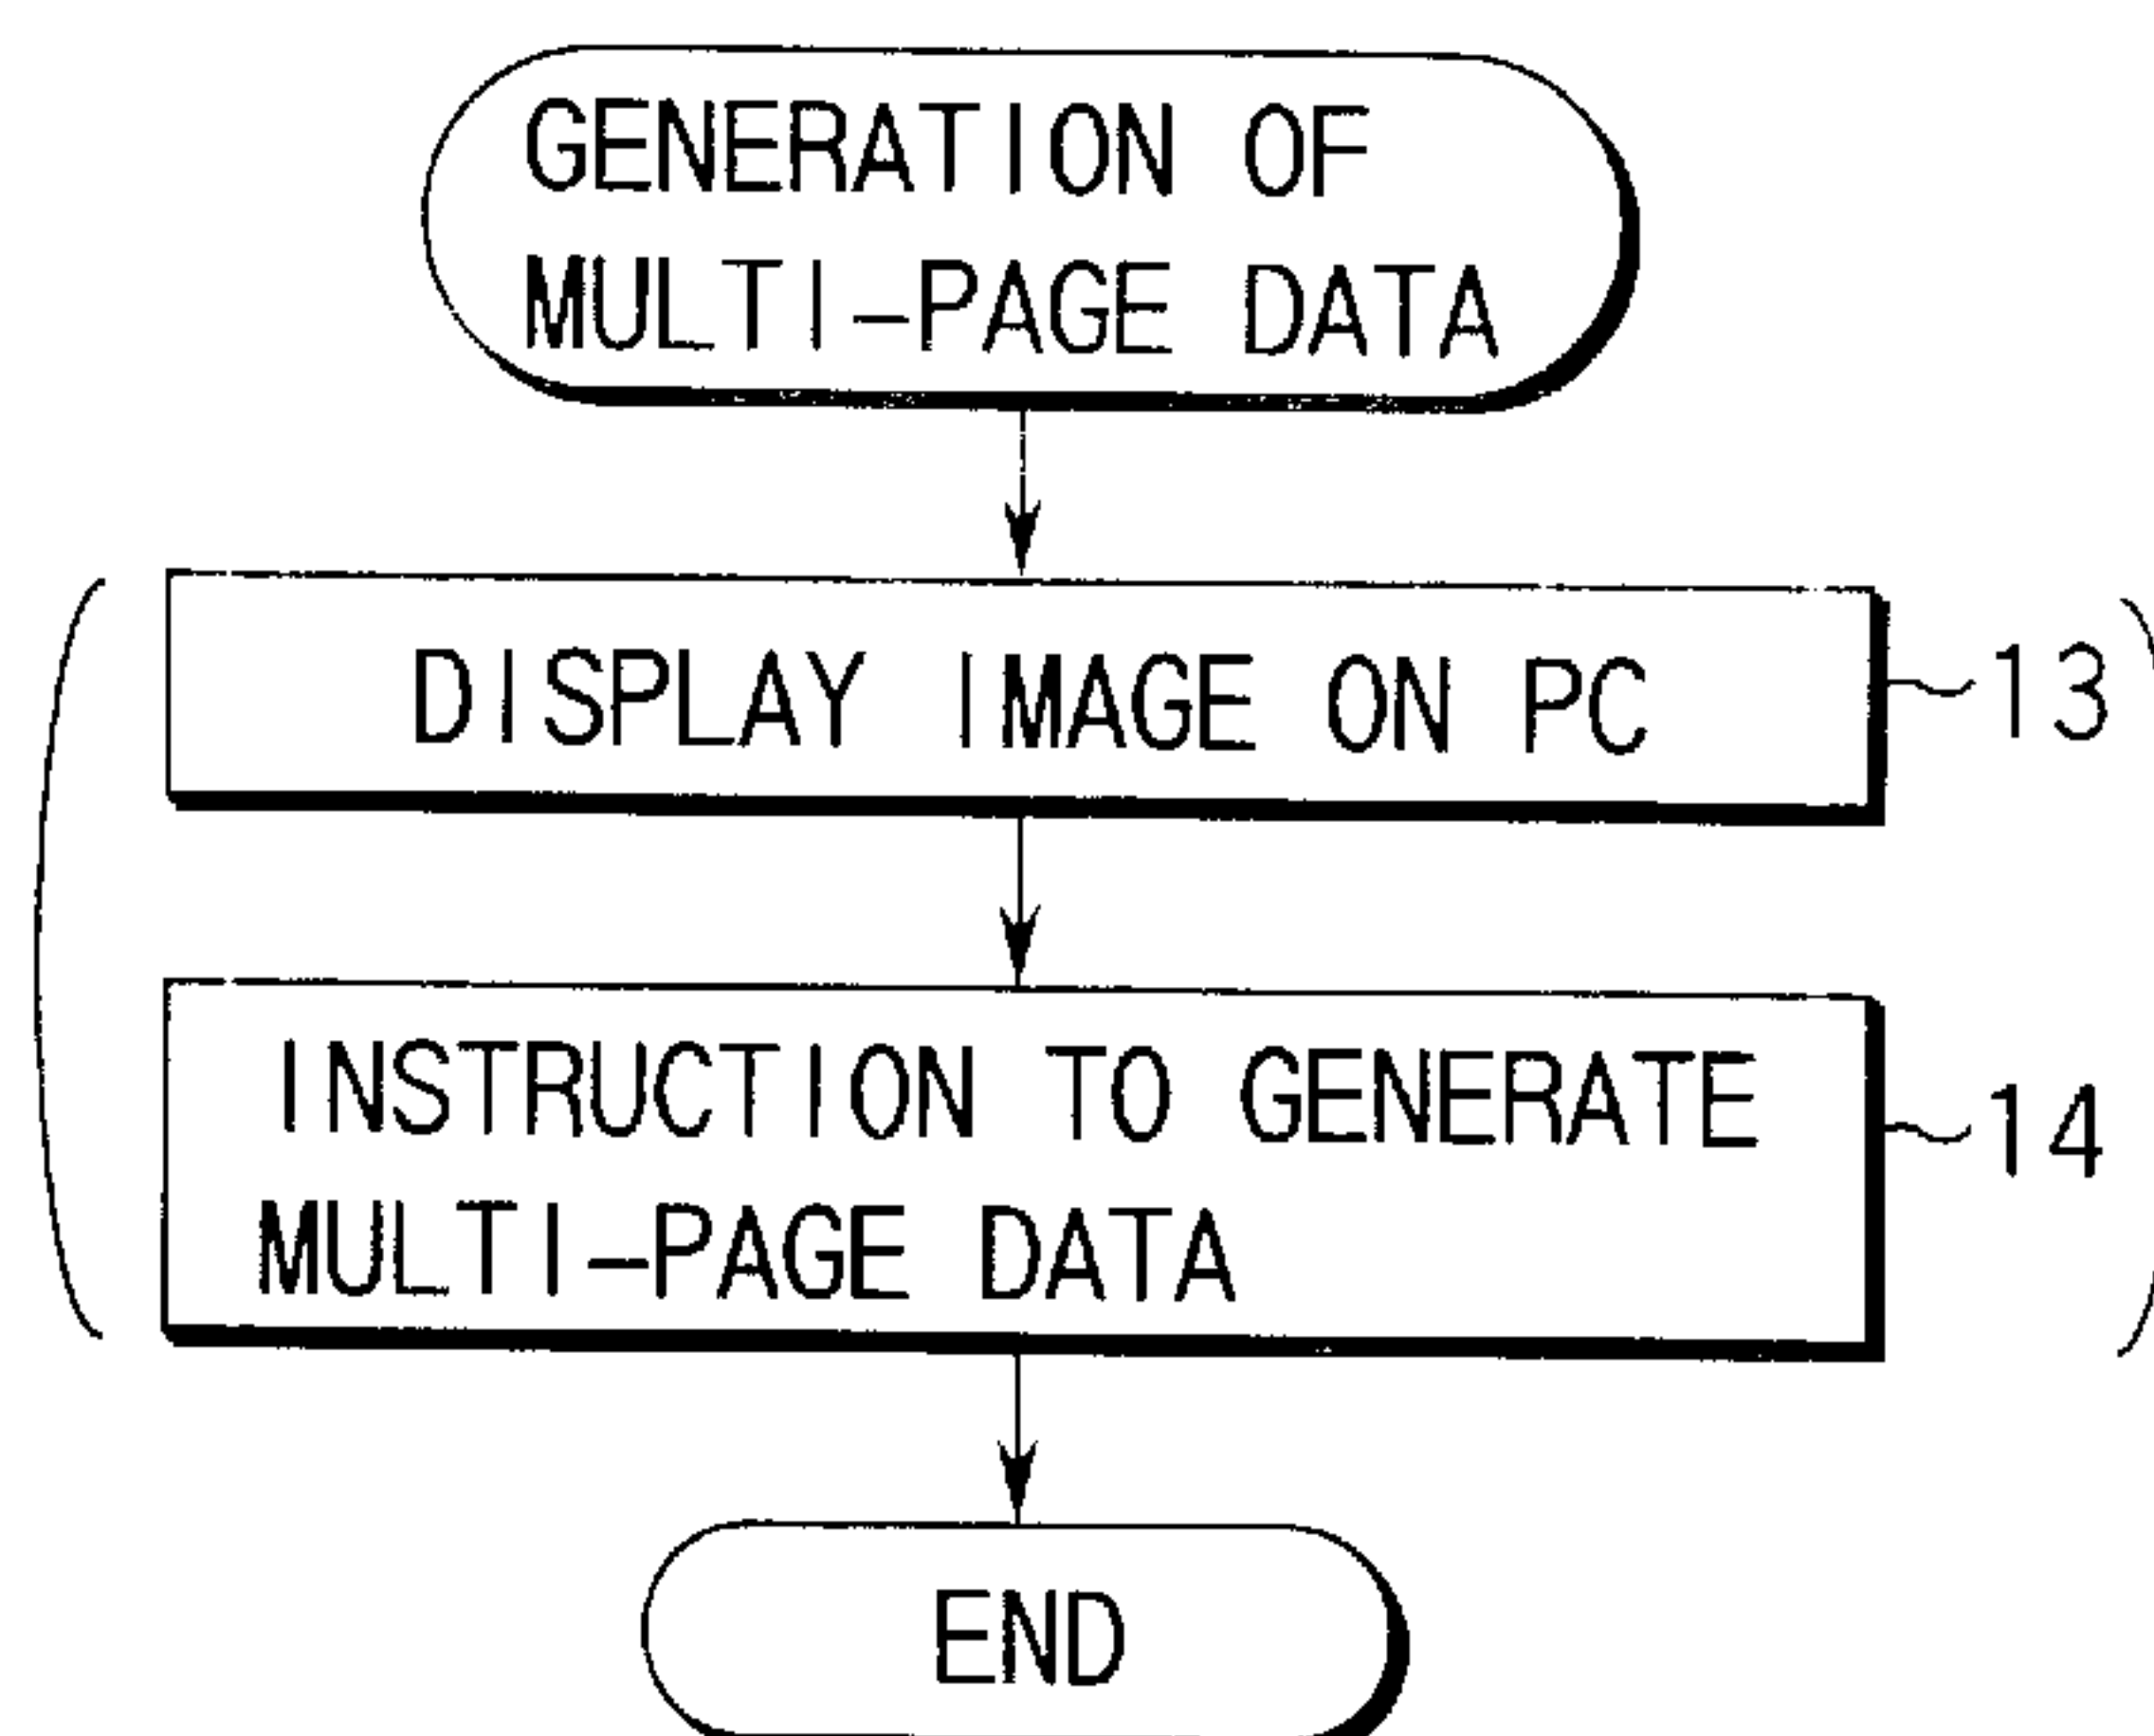 GENERATION OF
MULTI-PAGE DATA
DISPLAY IMAGE ON PC
13
INSTRUCTION TO GENERATE
14
MULTI-PAGE DATA
END